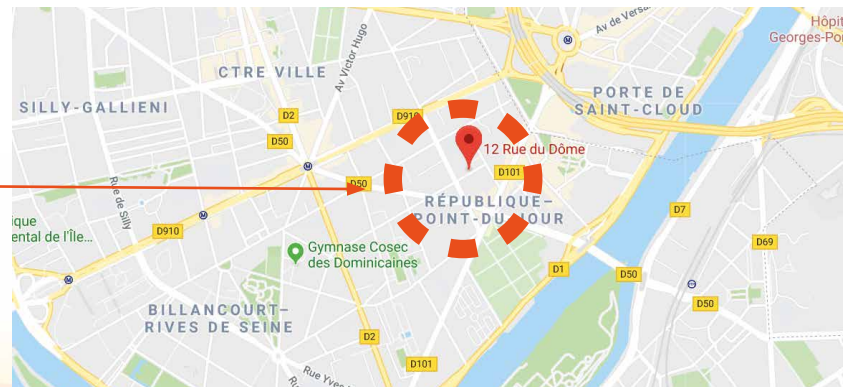 Av de Versa
Hôpit
Georges-Po
CTRE VILLE
Av Victor Hugo
SILLY-GALLIENI
PORTE DE
SAINT-CLOUD
D2
D910
D50
12 Rue du Dôme
D101
D50
RÉPUBLIQUE–
POINT-DU-JOUR
Rue de Silly
D7
ique
ental de l'Île...
D910
D69
Gymnase Cosec
des Dominicaines
D1
D50
D50
BILLANCOURT–
RIVES DE SEINE
D2
D101
Rue Yve